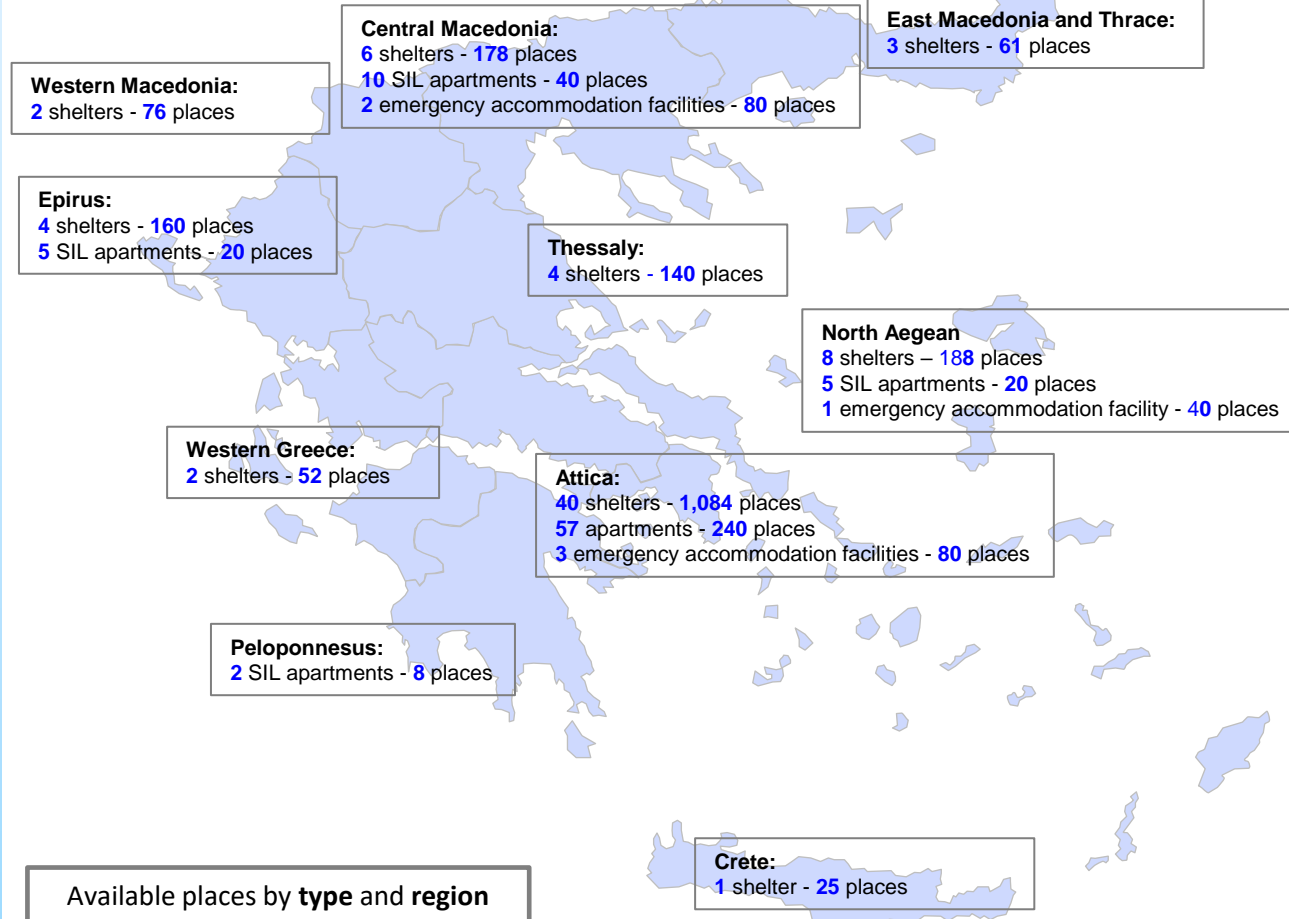 Central Macedonia:
6 shelters - 178 places
10 SIL apartments - 40 places
2 emergency accommodation facilities - 80 places
East Macedonia and Thrace:
3 shelters - 61 places
Western Macedonia:
2 shelters - 76 places
Epirus:
4 shelters - 160 places
5 SIL apartments - 20 places
Thessaly:
4 shelters - 140 places
North Aegean
8 shelters – 188 places
5 SIL apartments - 20 places
1 emergency accommodation facility - 40 places
Western Greece:
2 shelters - 52 places
Attica:
40 shelters - 1,084 places
57 apartments - 240 places
3 emergency accommodation facilities - 80 places
Peloponnesus:
2 SIL apartments - 8 places
Crete:
1 shelter - 25 places
Available places by type and region